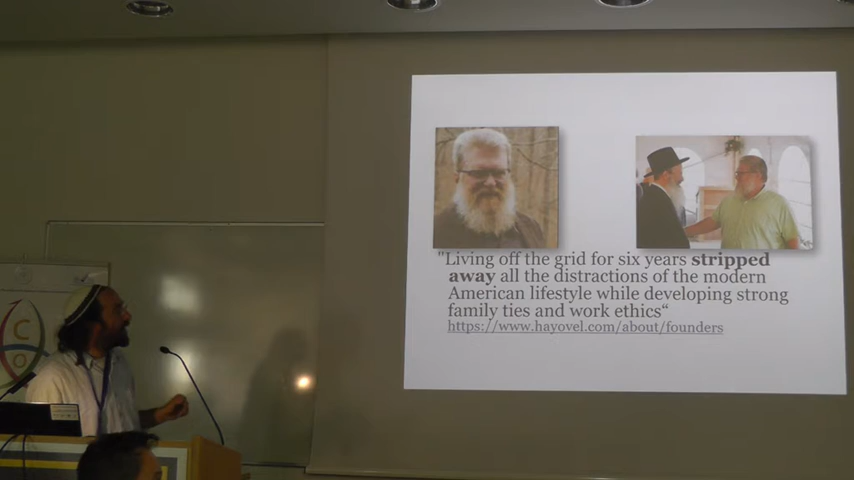 "Living off the grid for six years stripped
away all the distractions of the modern
American lifestyle while developing strong
family ties and work ethics“
https://www.hayovel.com/about/founders
C
O